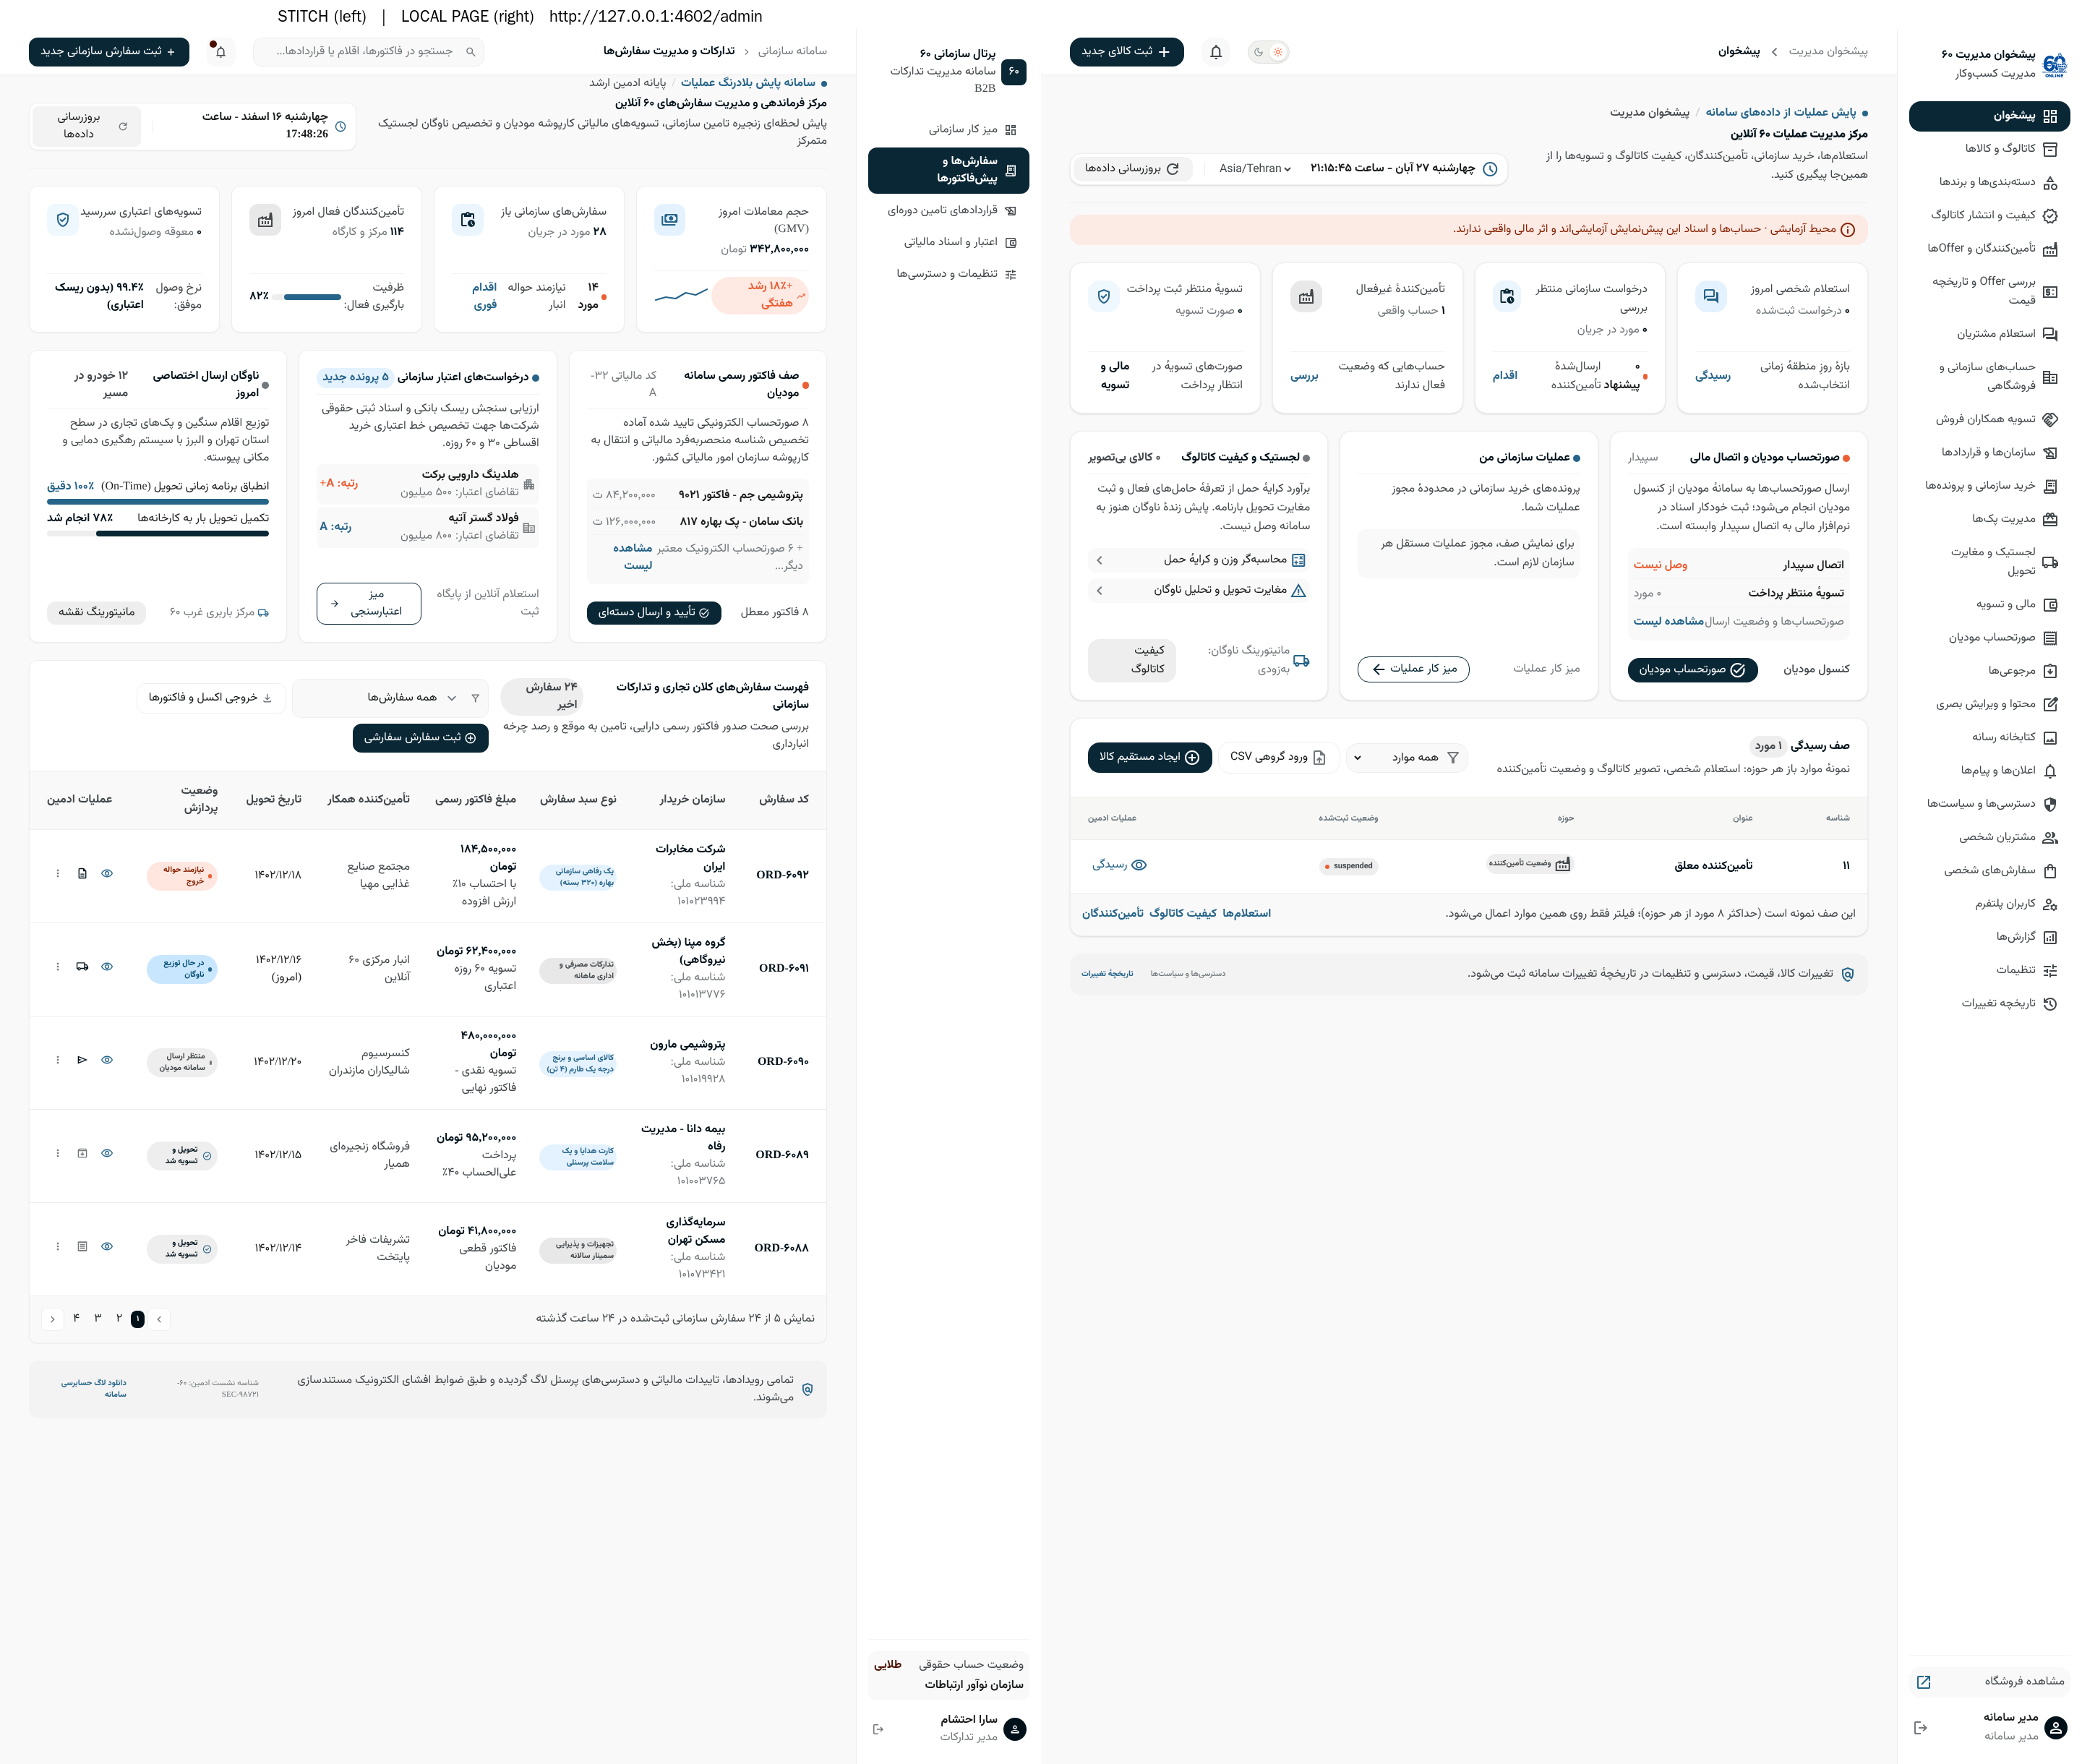 STITCH (left) | LOCAL PAGE (right) http://127.0.0.1:4602/admin
پرتال سازمانی ۶۰
سامانه مدیریت تدارکات
B2B
۶۰
میز کار سازمانی
سفارش‌ها و
پیش‌فاکتورها
قراردادهای تامین دوره‌ای
اعتبار و اسناد مالیاتی
تنظیمات و دسترسی‌ها
وضعیت حساب حقوقی
طلایی
سازمان نوآور ارتباطات
سارا احتشام
مدیر تدارکات
سامانه سازمانی
تدارکات و مدیریت سفارش‌ها
جستجو در فاکتورها، اقلام یا قراردادها...
ثبت سفارش سازمانی جدید
سامانه پایش بلادرنگ عملیات / پایانه ادمین ارشد
مرکز فرماندهی و مدیریت سفارش‌های ۶۰ آنلاین
پایش لحظه‌ای زنجیره تامین سازمانی، تسویه‌های مالیاتی کارپوشه مودیان و تخصیص ناوگان لجستیک
متمرکز
چهارشنبه ۱۶ اسفند - ساعت
17:48:26
بروزرسانی
داده‌ها
حجم معاملات امروز
(GMV)
۳۴۲,۸۰۰,۰۰۰ تومان
+۱۸٪ رشد
هفتگی
سفارش‌های سازمانی باز
۲۸ مورد در جریان
۱۴
مورد
نیازمند حواله
انبار
اقدام
فوری
تأمین‌کنندگان فعال امروز
۱۱۴ مرکز و کارگاه
ظرفیت
بارگیری فعال:
۸۲٪
تسویه‌های اعتباری سررسید
۰ معوقه وصول‌نشده
نرخ وصول
موفق:
۹۹.۴٪ (بدون ریسک
اعتباری)
صف فاکتور رسمی سامانه
مودیان
کد مالیاتی ۳۲-
A
۸ صورتحساب الکترونیکی تایید شده آماده
تخصیص شناسه منحصربه‌فرد مالیاتی و انتقال به
کارپوشه سازمان امور مالیاتی کشور.
پتروشیمی جم - فاکتور ۹۰۲۱
۸۴,۲۰۰,۰۰۰ ت
بانک سامان - پک بهاره ۸۱۷
۱۲۶,۰۰۰,۰۰۰ ت
+ ۶ صورتحساب الکترونیک معتبر
دیگر...
مشاهده
لیست
۸ فاکتور معطل
تأیید و ارسال دسته‌ای
درخواست‌های اعتبار سازمانی
۵ پرونده جدید
ارزیابی سنجش ریسک بانکی و اسناد ثبتی حقوقی
شرکت‌ها جهت تخصیص خط اعتباری خرید
اقساطی ۳۰ و ۶۰ روزه.
هلدینگ دارویی برکت
تقاضای اعتبار: ۵۰۰ میلیون
رتبه: A+
فولاد گستر آتیه
تقاضای اعتبار: ۸۰۰ میلیون
رتبه: A
استعلام آنلاین از پایگاه
ثبت
میز
اعتبارسنجی
ناوگان ارسال اختصاصی
امروز
۱۲ خودرو در
مسیر
توزیع اقلام سنگین و پک‌های تجاری در سطح
استان تهران و البرز با سیستم رهگیری دمایی و
مکانی پیوسته.
انطباق برنامه زمانی تحویل (On-Time)
۱۰۰٪ دقیق
تکمیل تحویل بار به کارخانه‌ها
۷۸٪ انجام شد
مرکز باربری غرب ۶۰
مانیتورینگ نقشه
فهرست سفارش‌های کلان تجاری و تدارکات
سازمانی
۲۴ سفارش
اخیر
بررسی صحت صدور فاکتور رسمی دارایی، تامین به موقع و رصد چرخه
انبارداری
همه سفارش‌ها
خروجی اکسل و فاکتورها
ثبت سفارش سفارشی
کد سفارش
سازمان خریدار
نوع سبد سفارش
مبلغ فاکتور رسمی
تأمین‌کننده همکار
تاریخ تحویل
وضعیت
پردازش
عملیات ادمین
ORD-۶۰۹۲
شرکت مخابرات
ایران
شناسه ملی:
۱۰۱۰۲۳۹۹۴
پک رفاهی سازمانی
بهاره (۳۲۰ بسته)
۱۸۴,۵۰۰,۰۰۰
تومان
با احتساب ۱۰٪
ارزش افزوده
مجتمع صنایع
غذایی مهیا
۱۴۰۲/۱۲/۱۸
نیازمند حواله
خروج
ORD-۶۰۹۱
گروه مپنا (بخش
نیروگاهی)
شناسه ملی:
۱۰۱۰۱۳۷۷۶
تدارکات مصرفی و
اداری ماهانه
۶۲,۴۰۰,۰۰۰ تومان
تسویه ۶۰ روزه
اعتباری
انبار مرکزی ۶۰
آنلاین
۱۴۰۲/۱۲/۱۶
(امروز)
در حال توزیع
ناوگان
ORD-۶۰۹۰
پتروشیمی مارون
شناسه ملی:
۱۰۱۰۱۹۹۲۸
کالای اساسی و برنج
درجه یک طارم (۴ تن)
۴۸۰,۰۰۰,۰۰۰
تومان
تسویه نقدی -
فاکتور نهایی
کنسرسیوم
شالیکاران مازندران
۱۴۰۲/۱۲/۲۰
منتظر ارسال
سامانه مودیان
ORD-۶۰۸۹
بیمه دانا - مدیریت
رفاه
شناسه ملی:
۱۰۱۰۰۳۷۶۵
کارت هدایا و پک
سلامت پرسنلی
۹۵,۲۰۰,۰۰۰ تومان
پرداخت
علی‌الحساب ۴۰٪
فروشگاه زنجیره‌ای
همیار
۱۴۰۲/۱۲/۱۵
تحویل و
تسویه شد
ORD-۶۰۸۸
سرمایه‌گذاری
مسکن تهران
شناسه ملی:
۱۰۱۰۷۳۴۲۱
تجهیزات و پذیرایی
سمینار سالانه
۴۱,۸۰۰,۰۰۰ تومان
فاکتور قطعی
مودیان
تشریفات فاخر
پایتخت
۱۴۰۲/۱۲/۱۴
تحویل و
تسویه شد
نمایش ۵ از ۲۴ سفارش سازمانی ثبت‌شده در ۲۴ ساعت گذشته
۱ ۲ ۳ ۴
تمامی رویدادها، تاییدات مالیاتی و دسترسی‌های پرسنل لاگ گردیده و طبق ضوابط افشای الکترونیک مستندسازی
می‌شوند.
شناسه نشست ادمین: ۶۰-
SEC-۹۸۷۲۱
دانلود لاگ حسابرسی
سامانه
پیشخوان مدیریت ۶۰
مدیریت کسب‌وکار
60
ONLINE
پیشخوان
کاتالوگ و کالاها
دسته‌بندی‌ها و برندها
کیفیت و انتشار کاتالوگ
تأمین‌کنندگان و Offerها
بررسی Offer و تاریخچه
قیمت
استعلام مشتریان
حساب‌های سازمانی و
فروشگاهی
تسویه همکاران فروش
سازمان‌ها و قراردادها
خرید سازمانی و پرونده‌ها
مدیریت پک‌ها
لجستیک و مغایرت
تحویل
مالی و تسویه
صورتحساب مودیان
مرجوعی‌ها
محتوا و ویرایش بصری
کتابخانه رسانه
اعلان‌ها و پیام‌ها
دسترسی‌ها و سیاست‌ها
مشتریان شخصی
سفارش‌های شخصی
کاربران پلتفرم
گزارش‌ها
تنظیمات
تاریخچه تغییرات
مشاهده فروشگاه
مدیر سامانه
مدیر سامانه
پیشخوان مدیریت
پیشخوان
ثبت کالای جدید
پایش عملیات از داده‌های سامانه / پیشخوان مدیریت
مرکز مدیریت عملیات ۶۰ آنلاین
استعلام‌ها، خرید سازمانی، تأمین‌کنندگان، کیفیت کاتالوگ و تسویه‌ها را از
همین‌جا پیگیری کنید.
چهارشنبه ۲۷ آبان - ساعت ۲۱:۱۵:۴۵
Asia/Tehran
بروزرسانی داده‌ها
محیط آزمایشی · حساب‌ها و اسناد این پیش‌نمایش آزمایشی‌اند و اثر مالی واقعی ندارند.
استعلام شخصی امروز
۰ درخواست ثبت‌شده
بازهٔ روز منطقهٔ زمانی
انتخاب‌شده
رسیدگی
درخواست سازمانی منتظر
بررسی
۰ مورد در جریان
۰
پیشنهاد
ارسال‌شدهٔ
تأمین‌کننده
اقدام
تأمین‌کنندهٔ غیرفعال
۱ حساب واقعی
حساب‌هایی که وضعیت
فعال ندارند
بررسی
تسویهٔ منتظر ثبت پرداخت
۰ صورت تسویه
صورت‌های تسویهٔ در
انتظار پرداخت
مالی و
تسویه
صورتحساب مودیان و اتصال مالی
سپیدار
ارسال صورتحساب‌ها به سامانهٔ مودیان از کنسول
مودیان انجام می‌شود؛ ثبت خودکار اسناد در
نرم‌افزار مالی به اتصال سپیدار وابسته است.
اتصال سپیدار
وصل نیست
تسویهٔ منتظر پرداخت
۰ مورد
صورتحساب‌ها و وضعیت ارسال
مشاهده لیست
کنسول مودیان
صورتحساب مودیان
عملیات سازمانی من
پرونده‌های خرید سازمانی در محدودهٔ مجوز
عملیات شما.
برای نمایش صف، مجوز عملیات مستقل هر
سازمان لازم است.
میز کار عملیات
میز کار عملیات
لجستیک و کیفیت کاتالوگ
۰ کالای بی‌تصویر
برآورد کرایهٔ حمل از تعرفهٔ حامل‌های فعال و ثبت
مغایرت تحویل بارنامه. پایش زندهٔ ناوگان هنوز به
سامانه وصل نیست.
محاسبه‌گر وزن و کرایهٔ حمل
مغایرت تحویل و تحلیل ناوگان
مانیتورینگ ناوگان:
به‌زودی
کیفیت
کاتالوگ
صف رسیدگی
۱ مورد
نمونهٔ موارد باز هر حوزه: استعلام شخصی، تصویر کاتالوگ و وضعیت تأمین‌کننده
همه موارد
ورود گروهی CSV
ایجاد مستقیم کالا
شناسه
عنوان
حوزه
وضعیت ثبت‌شده
عملیات ادمین
۱۱
تأمین‌کننده معلق
وضعیت تأمین‌کننده
suspended
رسیدگی
این صف نمونه است (حداکثر ۸ مورد از هر حوزه)؛ فیلتر فقط روی همین موارد اعمال می‌شود.
استعلام‌ها کیفیت کاتالوگ تأمین‌کنندگان
تغییرات کالا، قیمت، دسترسی و تنظیمات در تاریخچهٔ تغییرات سامانه ثبت می‌شود.
دسترسی‌ها و سیاست‌ها
تاریخچهٔ تغییرات